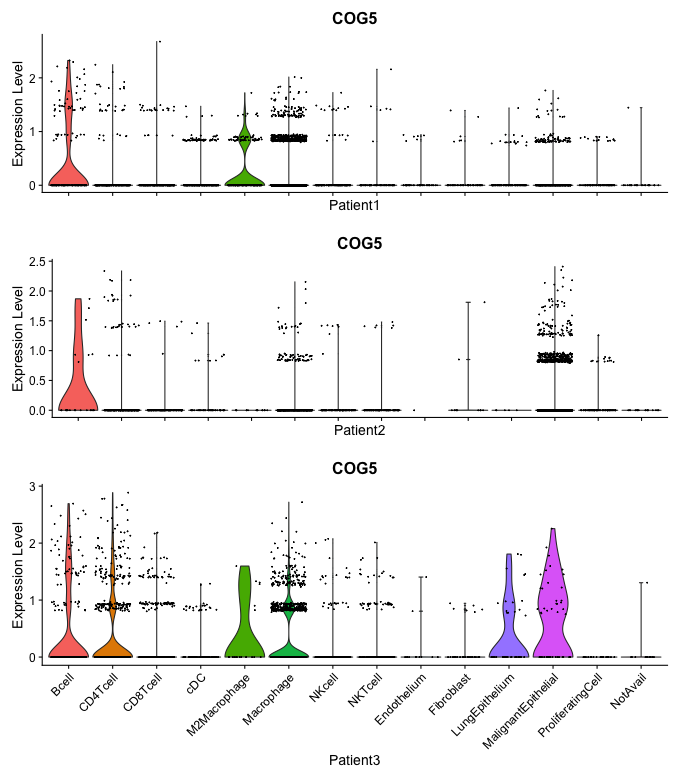 COG5
Expression Level
2
1
0
Patient1
COG5
Expression Level
2.5
2.0
1.5
1.0
0.5
0.0
Patient2
COG5
Expression Level
3
2
1
0
Bcell
CD4Tcell
CD8Tcell
cDC
M2Macrophage
Macrophage
NKcell
NKTcell
Endothelium
Fibroblast
LungEpithelium
MalignantEpithelial
ProliferatingCell
NotAvail
Patient3